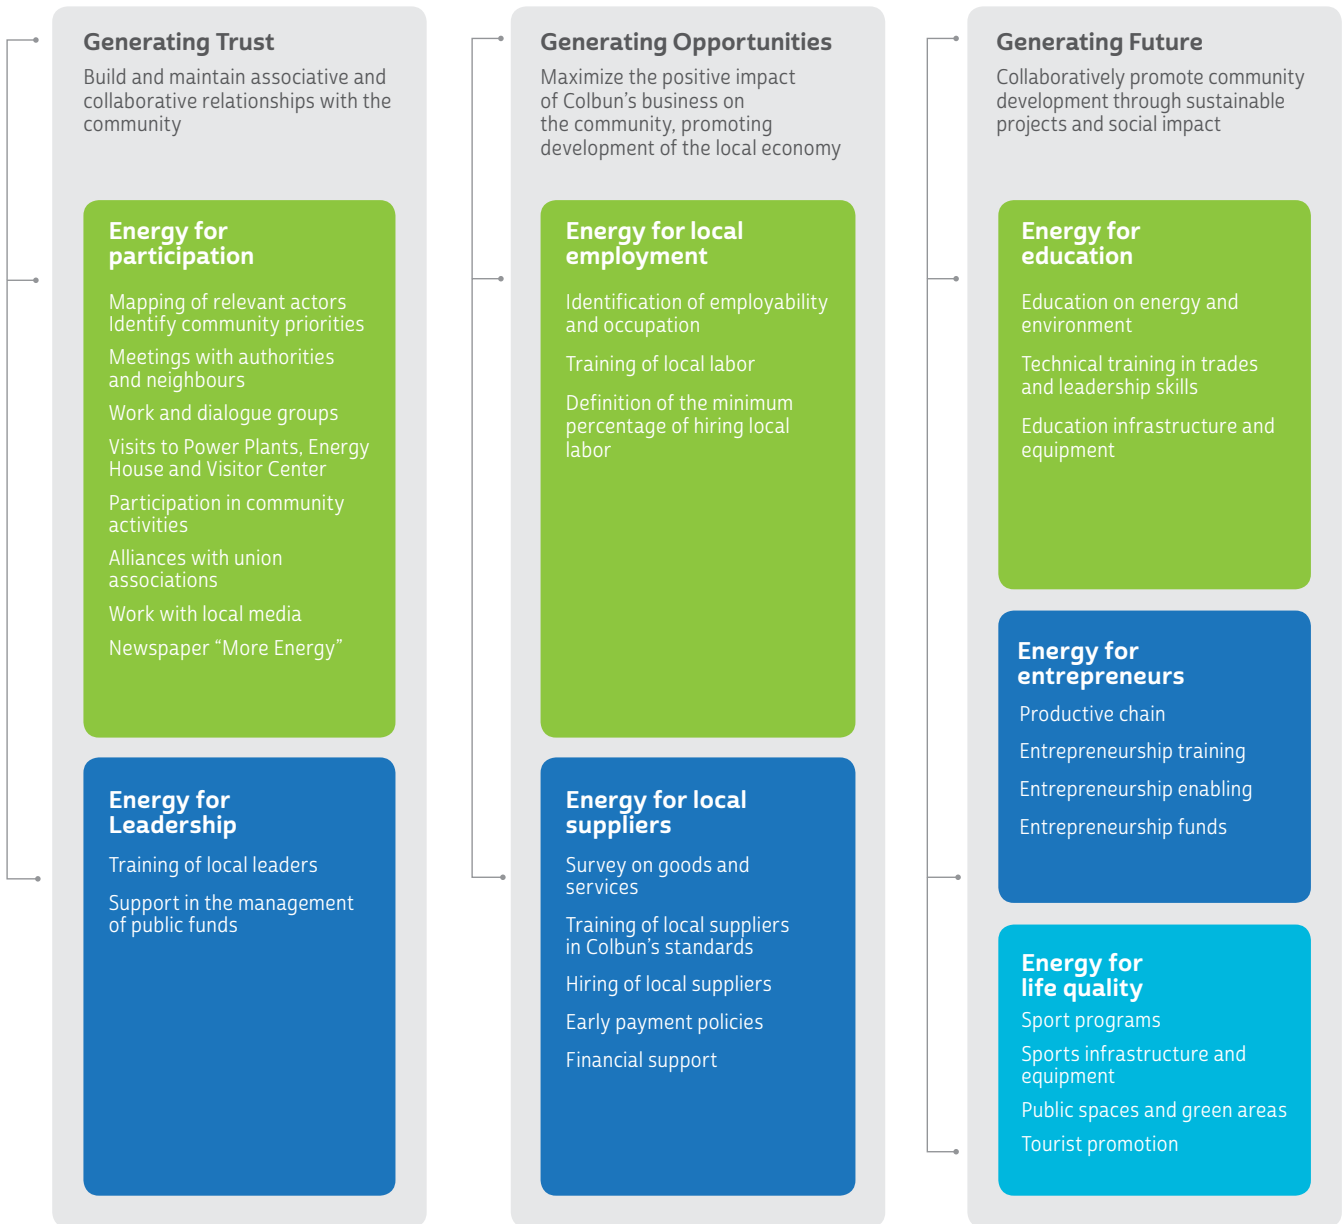 Generating Trust
Build and maintain associative and
collaborative relationships with the
community
Energy for
participation
Mapping of relevant actors
Identify community priorities
Meetings with authorities
and neighbours
Work and dialogue groups
Visits to Power Plants, Energy
House and Visitor Center
Participation in community
activities
Alliances with union
associations
Work with local media
Newspaper “More Energy”
Energy for
Leadership
Training of local leaders
Support in the management
of public funds
Generating Opportunities
Maximize the positive impact
of Colbun’s business on
the community, promoting
development of the local economy
Energy for local
employment
Identification of employability
and occupation
Training of local labor
Definition of the minimum
percentage of hiring local
labor
Energy for local
suppliers
Survey on goods and
services
Training of local suppliers
in Colbun’s standards
Hiring of local suppliers
Early payment policies
Financial support
Generating Future
Collaboratively promote community
development through sustainable
projects and social impact
Energy for
education
Education on energy and
environment
Technical training in trades
and leadership skills
Education infrastructure and
equipment
Energy for
entrepreneurs
Productive chain
Entrepreneurship training
Entrepreneurship enabling
Entrepreneurship funds
Energy for
life quality
Sport programs
Sports infrastructure and
equipment
Public spaces and green areas
Tourist promotion